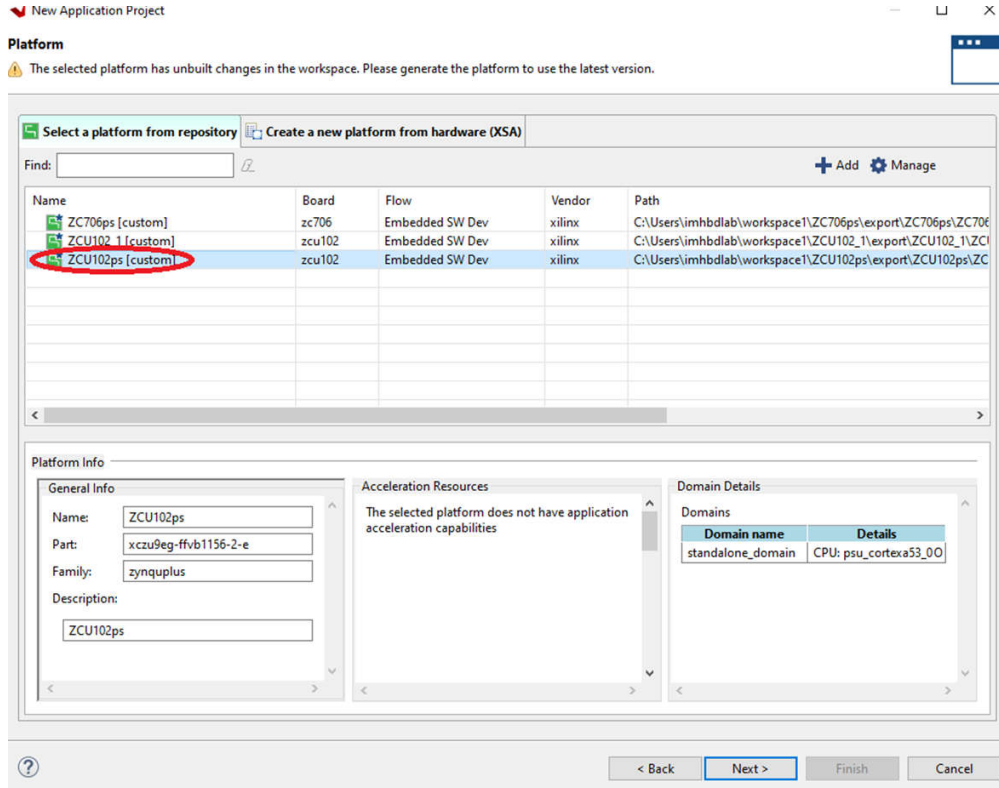 New Application Project
Platform
The selected platform has unbuilt changes in the workspace. Please generate the platform to use the latest version.
Select a platform from repository Create a new platform from hardware (XSA)
Find: Add Manage
Name Board Flow Vendor Path
ZC706ps [custom] zc706 Embedded SW Dev xilinx C:\Users\imhbdlab\workspace1\ZC706ps\export\ZC706ps\ZC706
ZCU102_1 [custom] zcu102 Embedded SW Dev xilinx C:\Users\imhbdlab\workspace1\ZCU102_1\export\ZCU102_1\ZCU
ZCU102ps [custom] zcu102 Embedded SW Dev xilinx C:\Users\imhbdlab\workspace1\ZCU102ps\export\ZCU102ps\ZC
Platform Info
General Info
Name: ZCU102ps
Part: xczu9eg-ffvb1156-2-e
Family: zynquplus
Description:
ZCU102ps
Acceleration Resources
The selected platform does not have application
acceleration capabilities
Domain Details
Domains
Domain name Details
standalone_domain CPU: psu_cortexa53_0O
? < Back Next > Finish Cancel